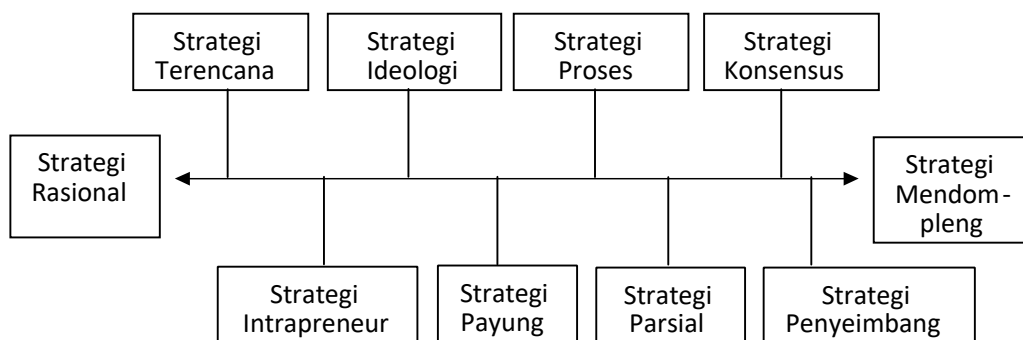 Strategi
Terencana
Strategi
Ideologi
Strategi
Proses
Strategi
Konsensus
Strategi
Rasional
Strategi
Mendom-
pleng
Strategi
Intrapreneur
Strategi
Payung
Strategi
Parsial
Strategi
Penyeimbang